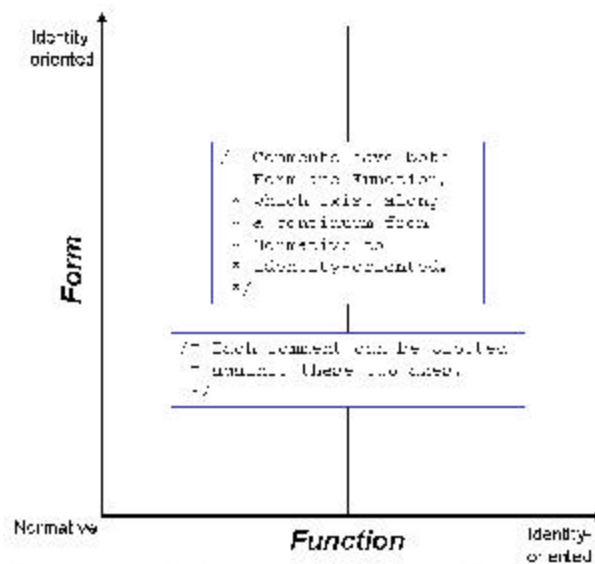 Identity
oriented
/* Comments have both
* Form and Function,
* which exist along
* a continuum from
* Normative to
* identity-oriented.
*/
Form
/* Each comment can be plotted
* against these two axes.
*/
Normative
Function
Identity-
oriented